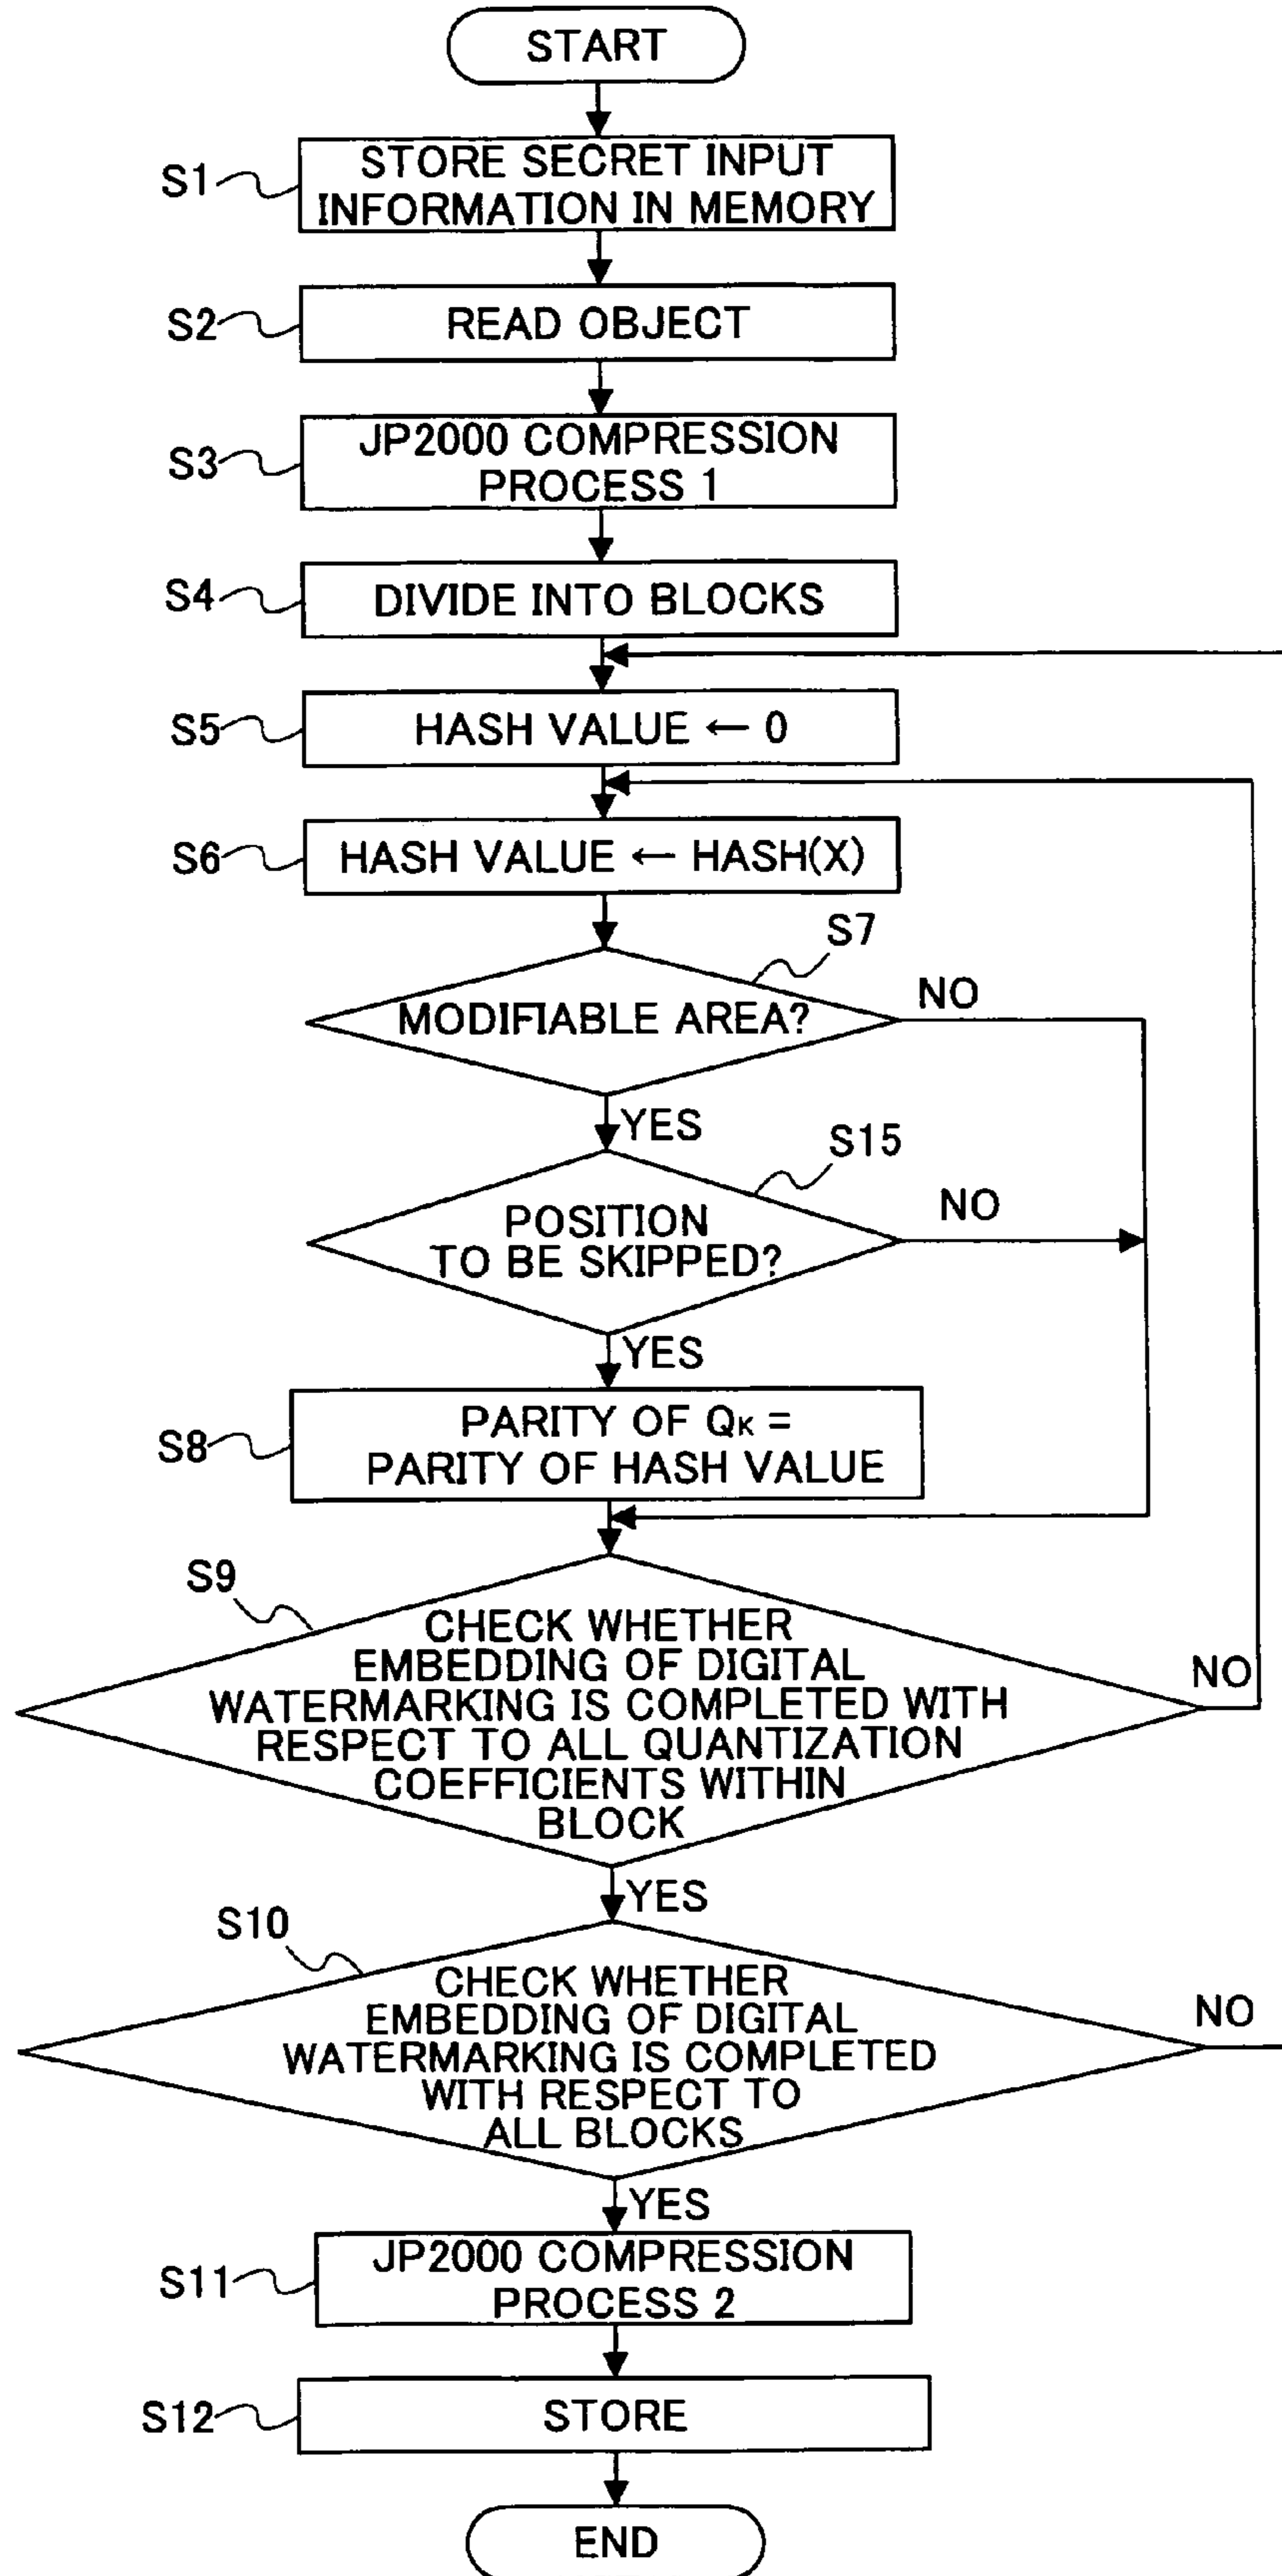 START
S1
STORE SECRET INPUT
INFORMATION IN MEMORY
S2
READ OBJECT
S3
JP2000 COMPRESSION
PROCESS 1
S4
DIVIDE INTO BLOCKS
S5
HASH VALUE ← 0
S6
HASH VALUE ← HASH(X)
S7
MODIFIABLE AREA?
NO
YES
S15
POSITION
TO BE SKIPPED?
NO
YES
S8
PARITY OF QK =
PARITY OF HASH VALUE
S9
CHECK WHETHER
EMBEDDING OF DIGITAL
WATERMARKING IS COMPLETED WITH
RESPECT TO ALL QUANTIZATION
COEFFICIENTS WITHIN
BLOCK
NO
YES
S10
CHECK WHETHER
EMBEDDING OF DIGITAL
WATERMARKING IS COMPLETED
WITH RESPECT TO
ALL BLOCKS
NO
YES
S11
JP2000 COMPRESSION
PROCESS 2
S12
STORE
END